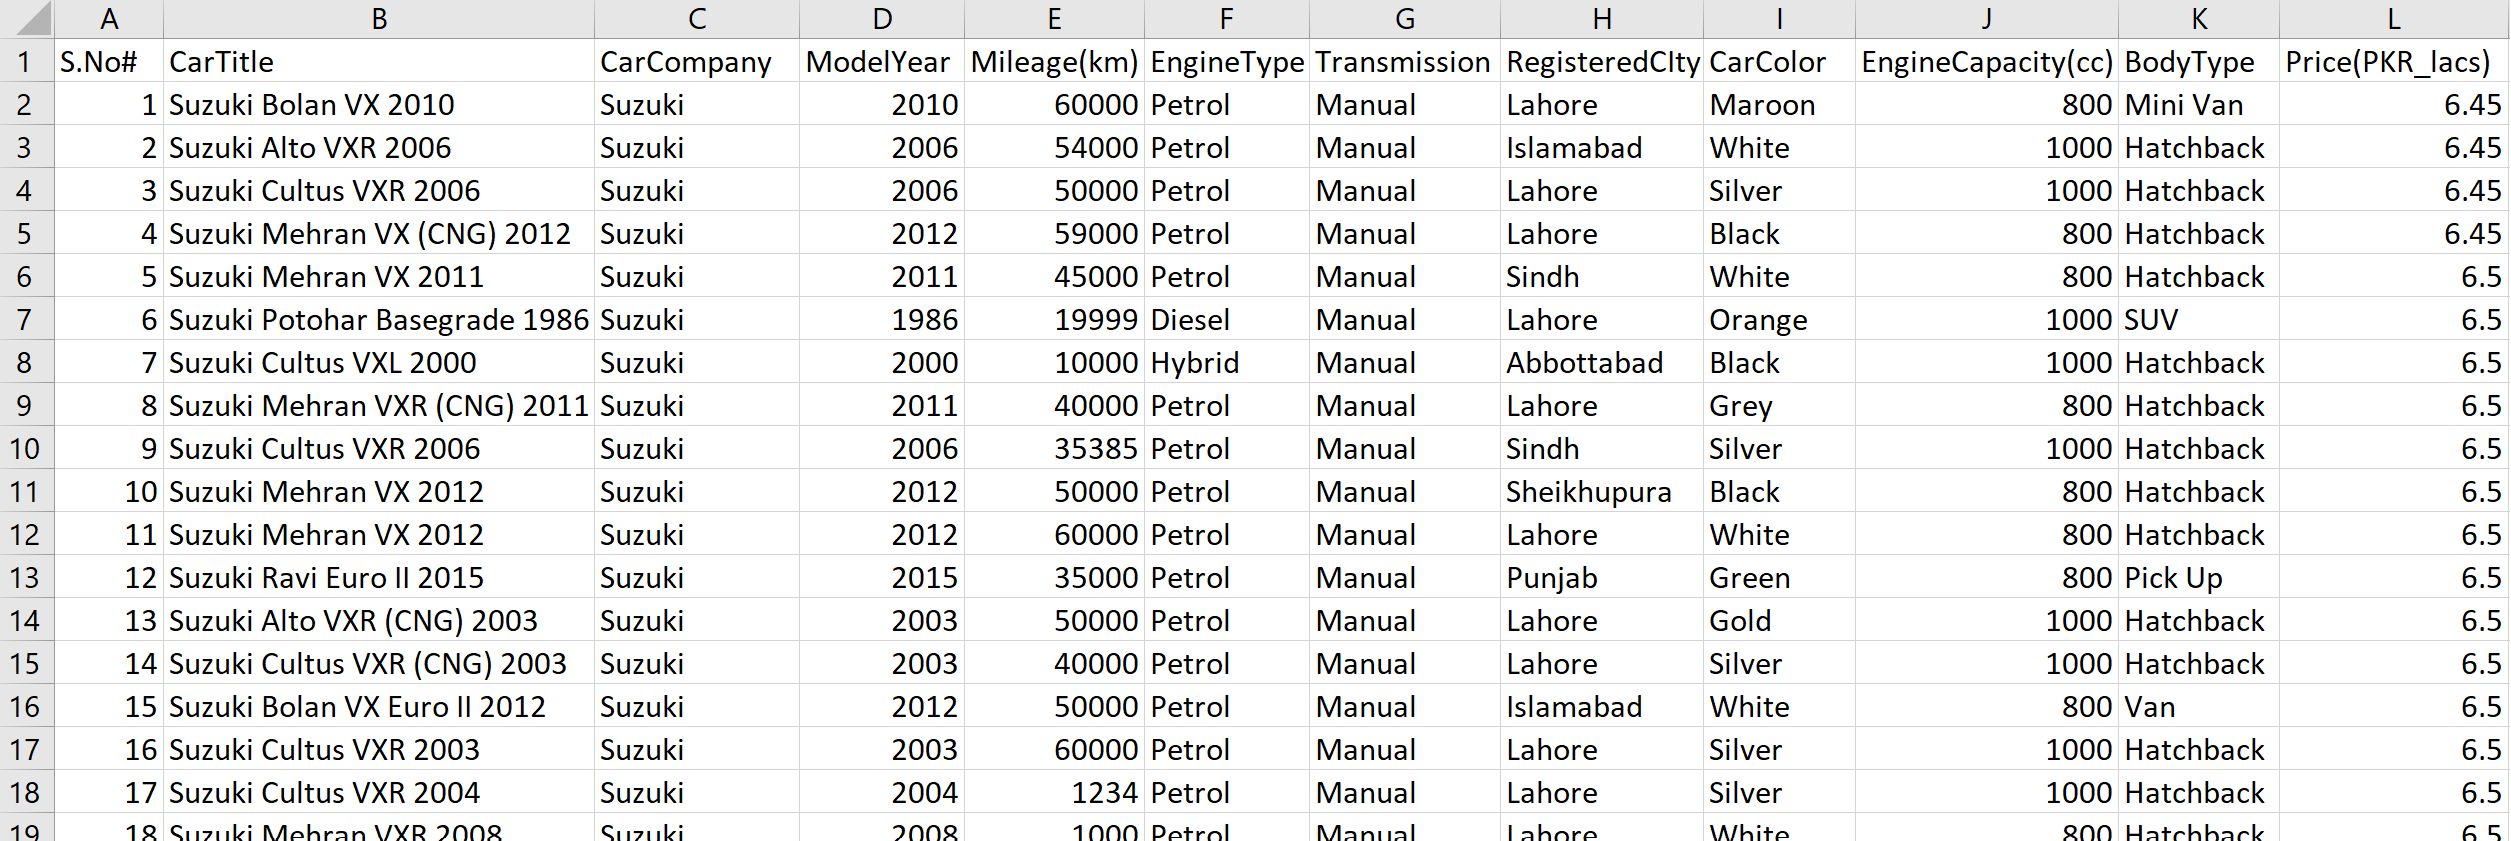 A B C D E F G H I J K L
1 S.No# CarTitle CarCompany ModelYear Mileage(km) EngineType Transmission RegisteredCIty CarColor EngineCapacity(cc) BodyType Price(PKR_lacs)
2 1 Suzuki Bolan VX 2010 Suzuki 2010 60000 Petrol Manual Lahore Maroon 800 Mini Van 6.45
3 2 Suzuki Alto VXR 2006 Suzuki 2006 54000 Petrol Manual Islamabad White 1000 Hatchback 6.45
4 3 Suzuki Cultus VXR 2006 Suzuki 2006 50000 Petrol Manual Lahore Silver 1000 Hatchback 6.45
5 4 Suzuki Mehran VX (CNG) 2012 Suzuki 2012 59000 Petrol Manual Lahore Black 800 Hatchback 6.45
6 5 Suzuki Mehran VX 2011 Suzuki 2011 45000 Petrol Manual Sindh White 800 Hatchback 6.5
7 6 Suzuki Potohar Basegrade 1986 Suzuki 1986 19999 Diesel Manual Lahore Orange 1000 SUV 6.5
8 7 Suzuki Cultus VXL 2000 Suzuki 2000 10000 Hybrid Manual Abbottabad Black 1000 Hatchback 6.5
9 8 Suzuki Mehran VXR (CNG) 2011 Suzuki 2011 40000 Petrol Manual Lahore Grey 800 Hatchback 6.5
10 9 Suzuki Cultus VXR 2006 Suzuki 2006 35385 Petrol Manual Sindh Silver 1000 Hatchback 6.5
11 10 Suzuki Mehran VX 2012 Suzuki 2012 50000 Petrol Manual Sheikhupura Black 800 Hatchback 6.5
12 11 Suzuki Mehran VX 2012 Suzuki 2012 60000 Petrol Manual Lahore White 800 Hatchback 6.5
13 12 Suzuki Ravi Euro II 2015 Suzuki 2015 35000 Petrol Manual Punjab Green 800 Pick Up 6.5
14 13 Suzuki Alto VXR (CNG) 2003 Suzuki 2003 50000 Petrol Manual Lahore Gold 1000 Hatchback 6.5
15 14 Suzuki Cultus VXR (CNG) 2003 Suzuki 2003 40000 Petrol Manual Lahore Silver 1000 Hatchback 6.5
16 15 Suzuki Bolan VX Euro II 2012 Suzuki 2012 50000 Petrol Manual Islamabad White 800 Van 6.5
17 16 Suzuki Cultus VXR 2003 Suzuki 2003 60000 Petrol Manual Lahore Silver 1000 Hatchback 6.5
18 17 Suzuki Cultus VXR 2004 Suzuki 2004 1234 Petrol Manual Lahore Silver 1000 Hatchback 6.5
19 18 Suzuki Mehran VXR 2008 Suzuki 2008 1000 Petrol Manual Lahore White 800 Hatchback 6.5